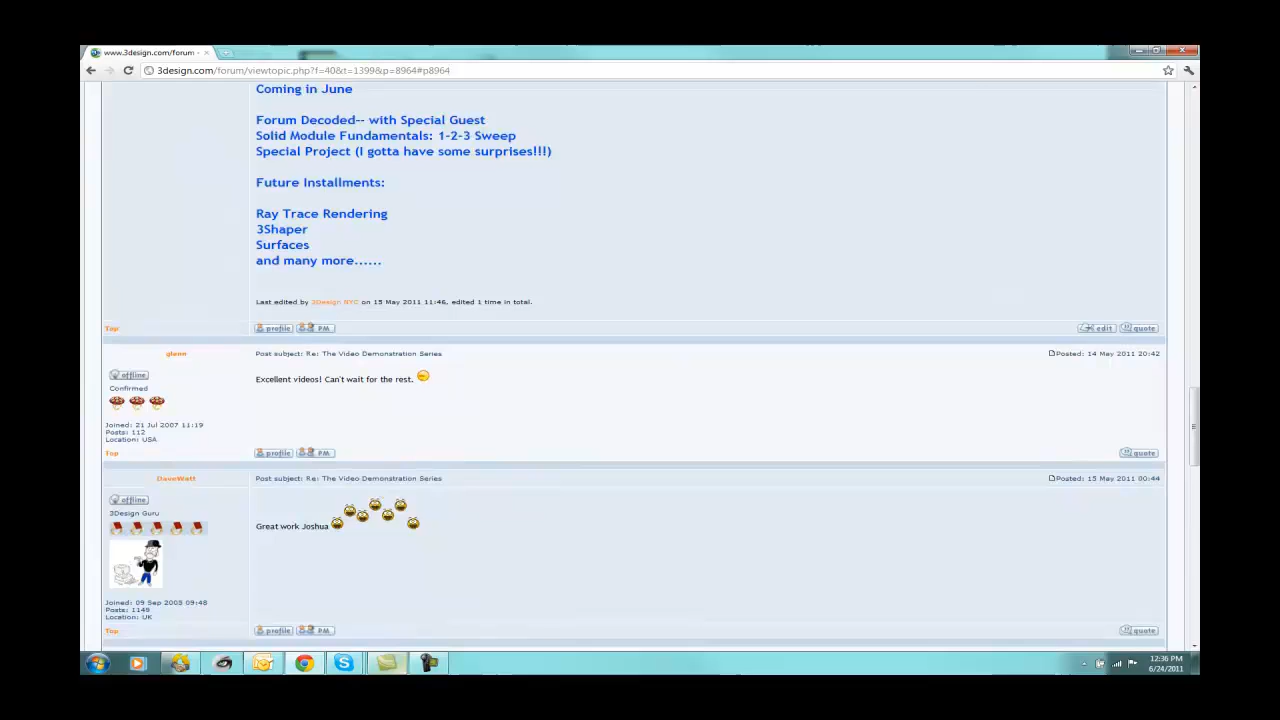 www.3design.com/forum -
3design.com/forum/viewtopic.php?f=40&t=1399&p=8964#p8964
Coming in June
Forum Decoded-- with Special Guest
Solid Module Fundamentals: 1-2-3 Sweep
Special Project (I gotta have some surprises!!!)
Future Installments:
Ray Trace Rendering
3Shaper
Surfaces
and many more......
Last edited by 3Design NYC on 15 May 2011 11:46, edited 1 time in total.
Top
profile PM edit quote
glenn
Post subject: Re: The Video Demonstration Series
Posted: 14 May 2011 20:42
offline
Confirmed
Excellent videos! Can't wait for the rest.
Joined: 21 Jul 2007 11:19
Posts: 112
Location: USA
Top
profile PM quote
DaveWatt
Post subject: Re: The Video Demonstration Series
Posted: 15 May 2011 00:44
offline
3Design Guru
Great work Joshua
Joined: 09 Sep 2005 09:48
Posts: 1149
Location: UK
Top
profile PM quote
12:36 PM
6/24/2011